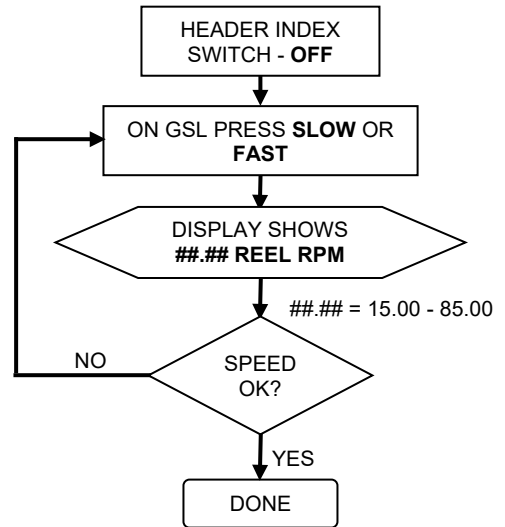 HEADER INDEX
SWITCH - OFF
ON GSL PRESS SLOW OR
FAST
DISPLAY SHOWS
##.## REEL RPM
##.## = 15.00 - 85.00
NO
SPEED
OK?
YES
DONE